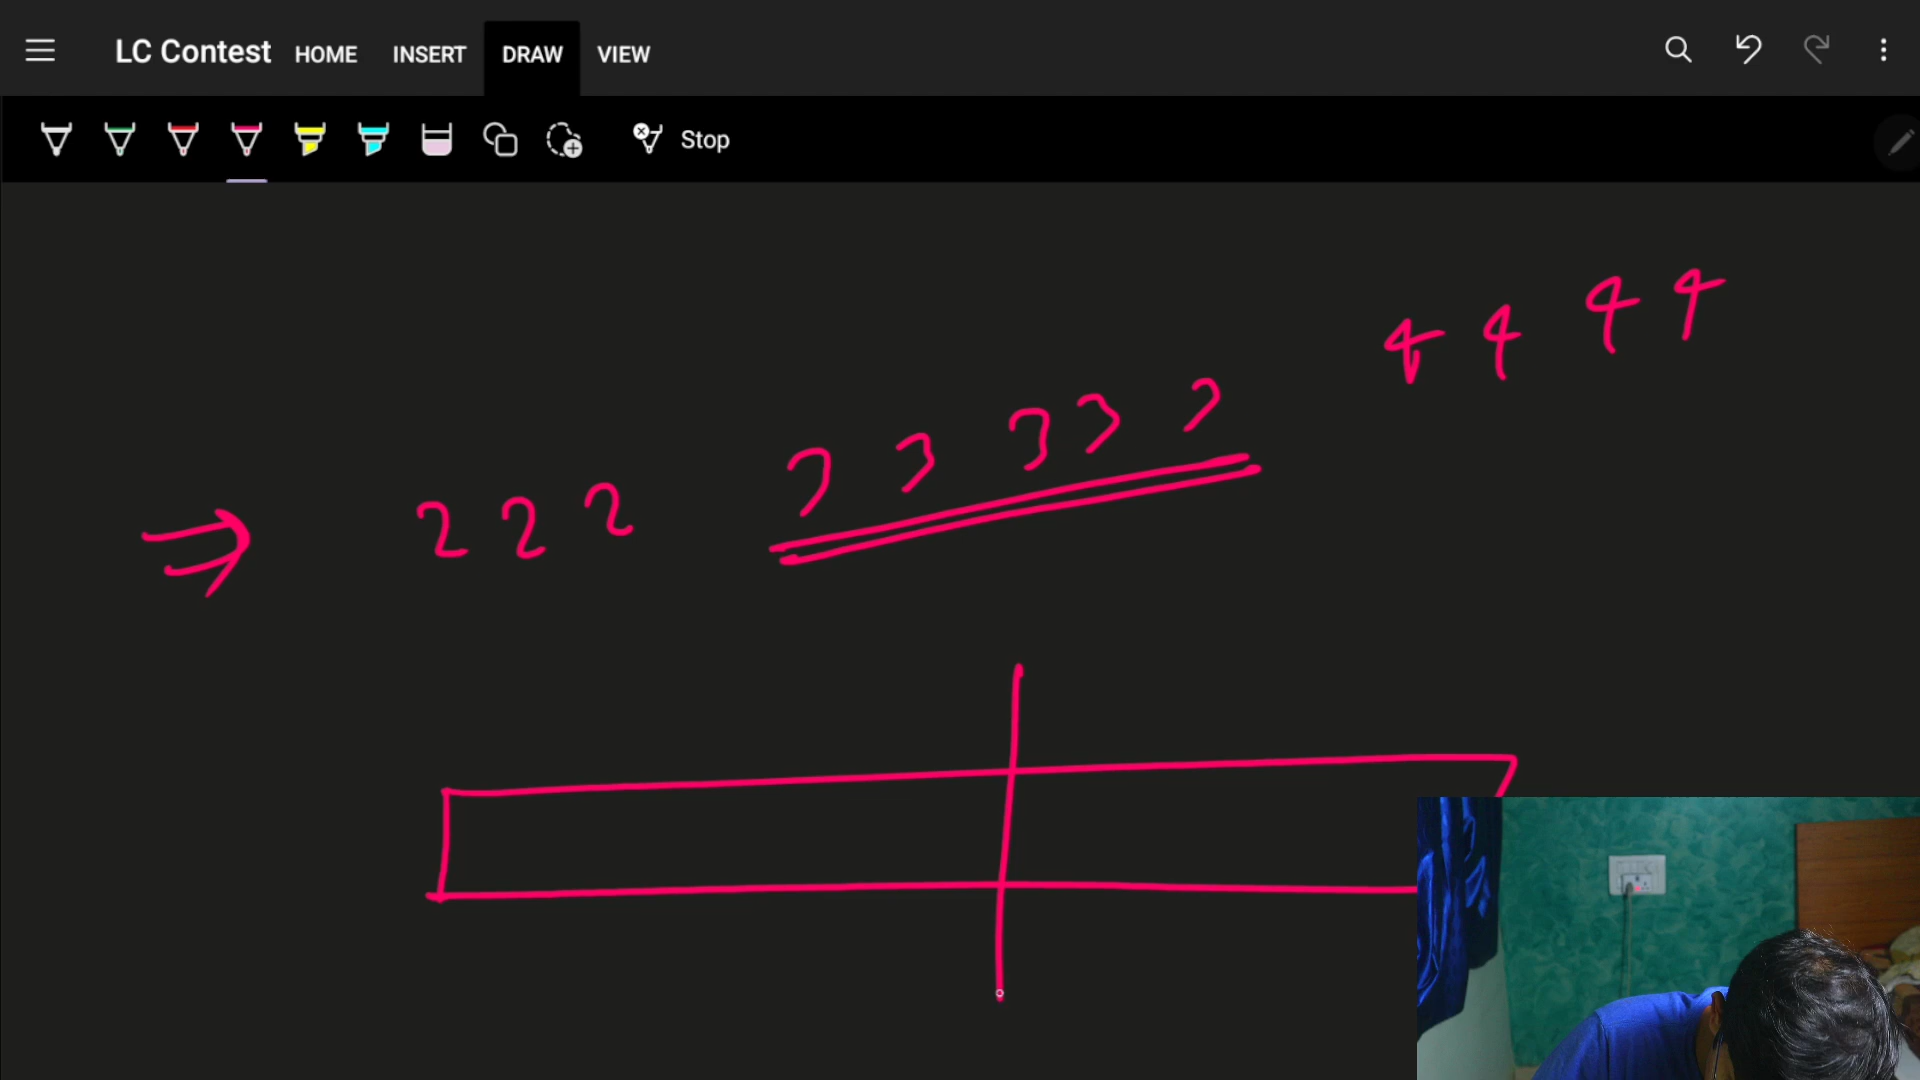 LC Contest HOME INSERT DRAW VIEW
Stop
4 4 4 4
3 3 3 3 3
2 2 2